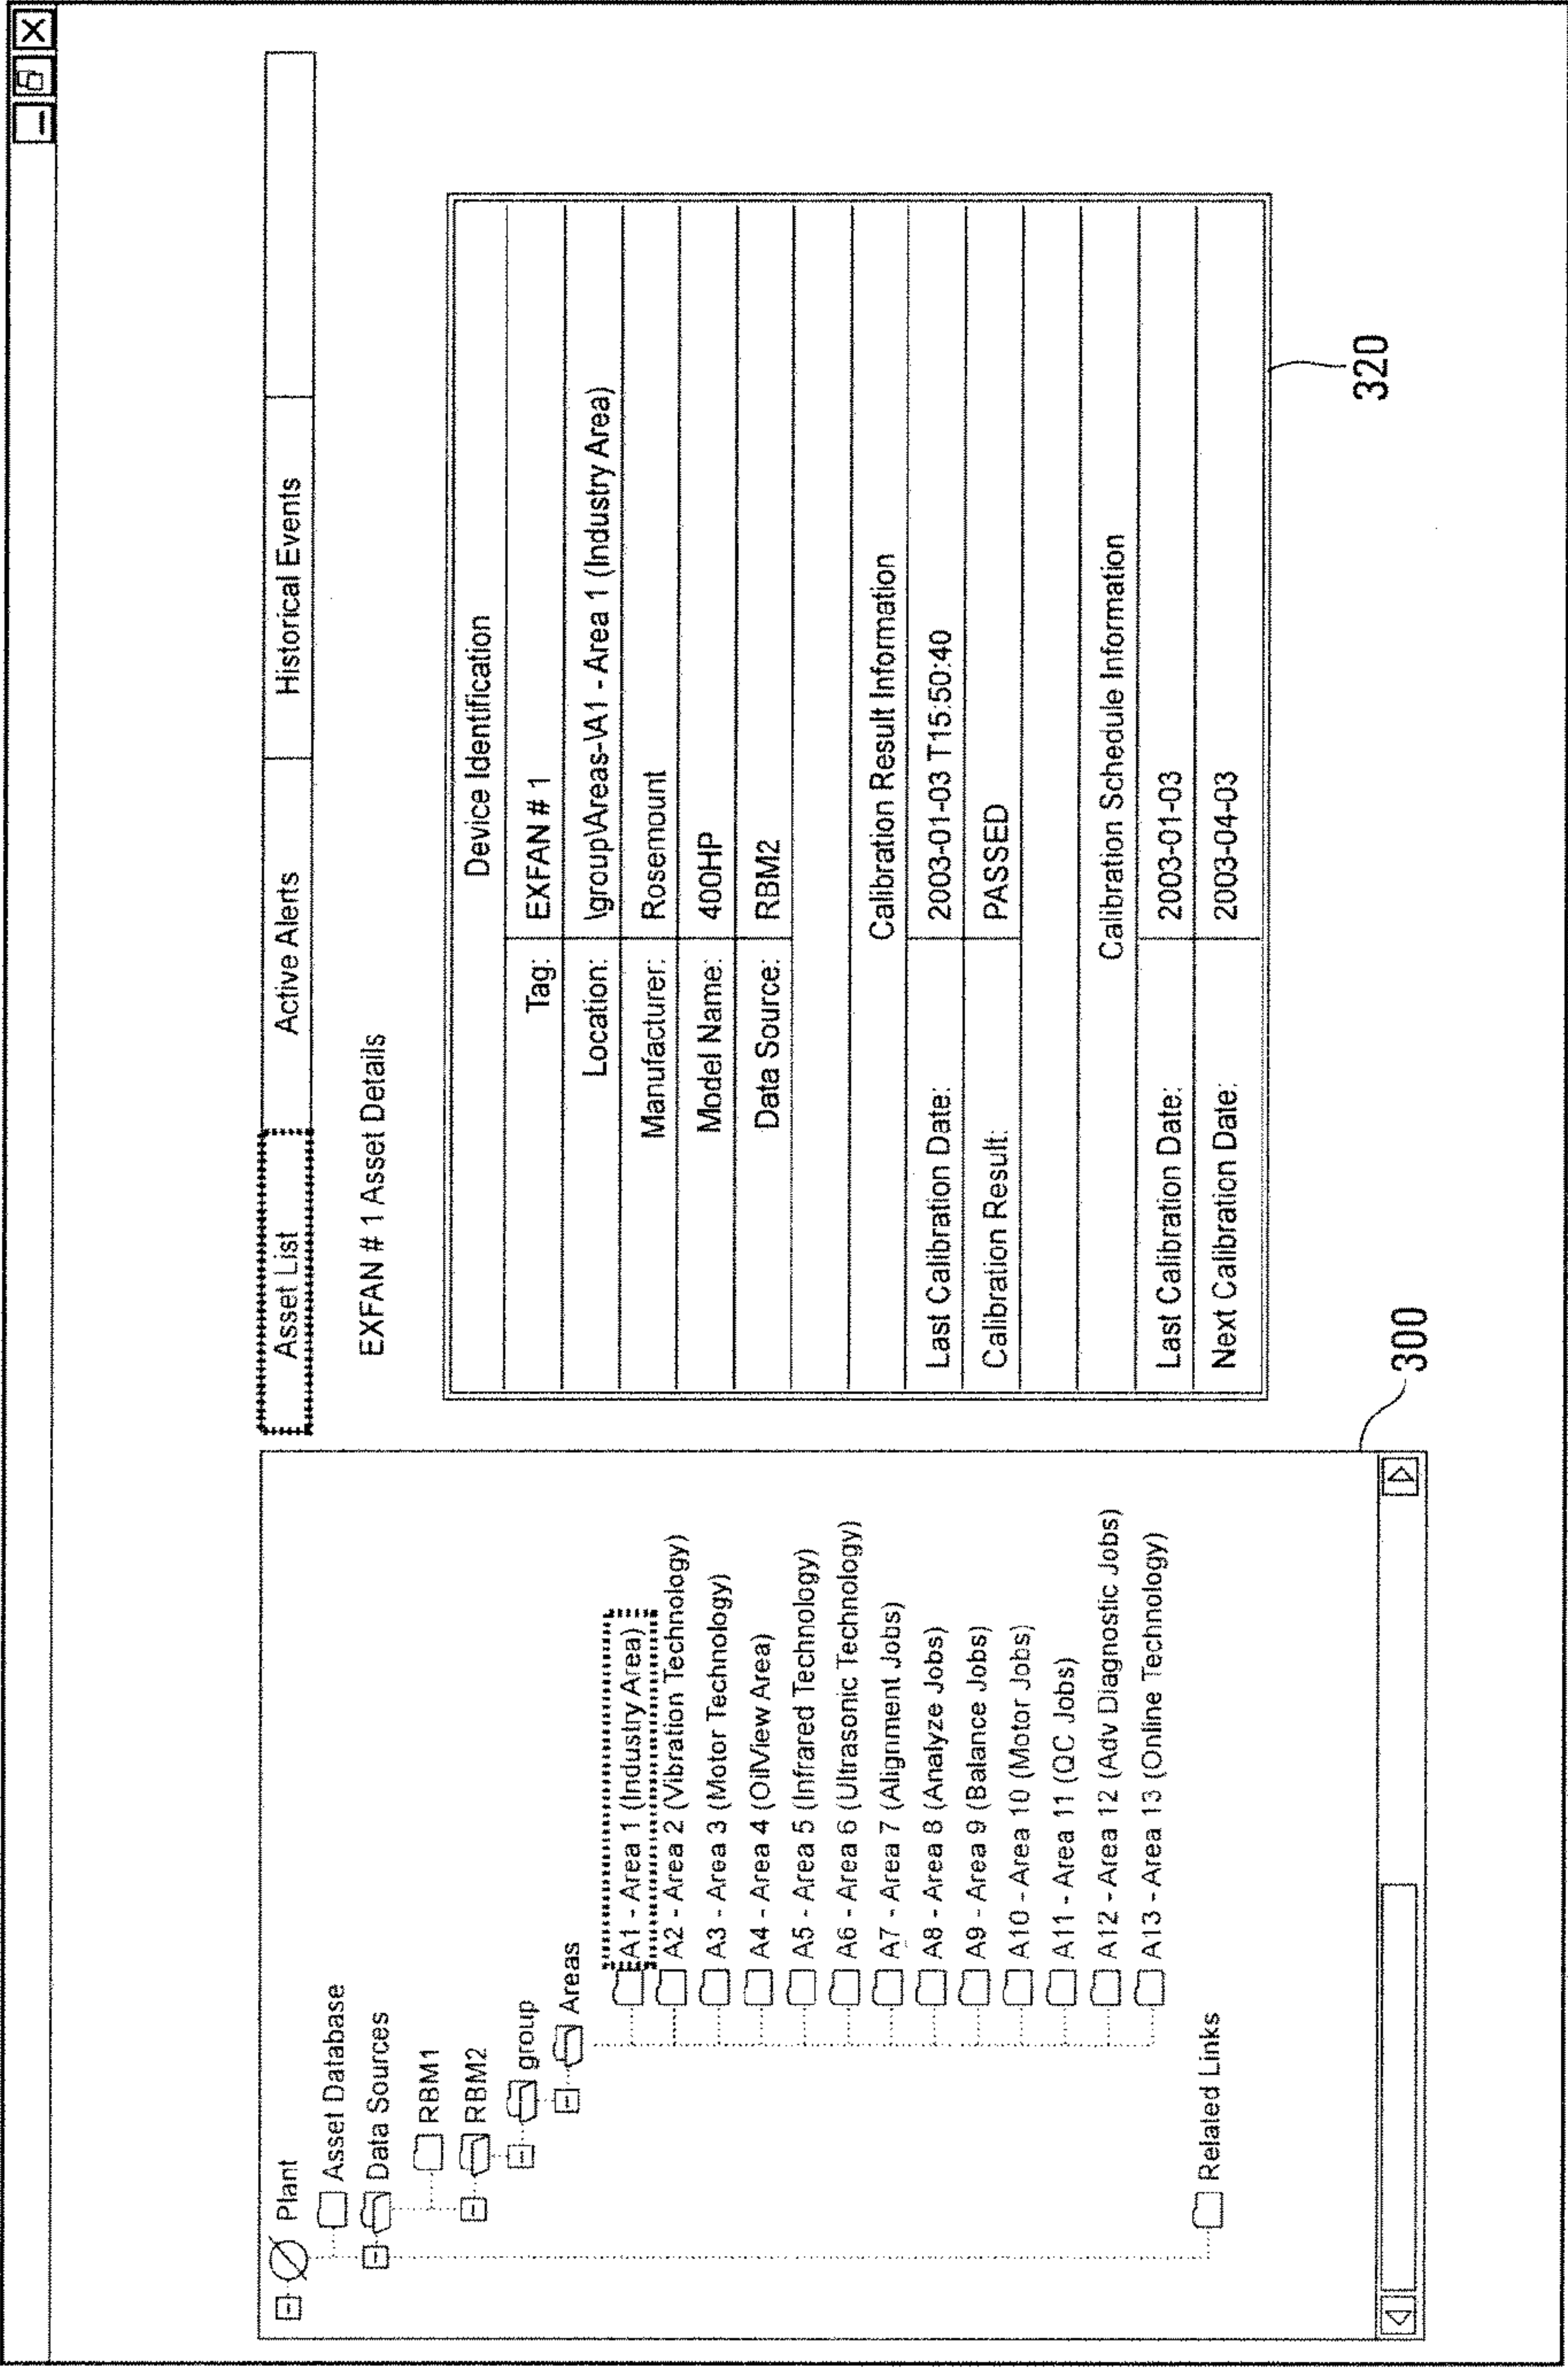 Plant
Asset Database
Data Sources
RBM1
RBM2
group
Areas
A1 - Area 1 (Industry Area)
A2 - Area 2 (Vibration Technology)
A3 - Area 3 (Motor Technology)
A4 - Area 4 (OilView Area)
A5 - Area 5 (Infrared Technology)
A6 - Area 6 (Ultrasonic Technology)
A7 - Area 7 (Alignment Jobs)
A8 - Area 8 (Analyze Jobs)
A9 - Area 9 (Balance Jobs)
A10 - Area 10 (Motor Jobs)
A11 - Area 11 (QC Jobs)
A12 - Area 12 (Adv Diagnostic Jobs)
A13 - Area 13 (Online Technology)
Related Links
300
Asset List Active Alerts Historical Events
EXFAN # 1 Asset Details
Device Identification
Tag: EXFAN # 1
Location: \group\Areas-\A1 - Area 1 (Industry Area)
Manufacturer: Rosemount
Model Name: 400HP
Data Source: RBM2
Calibration Result Information
Last Calibration Date: 2003-01-03 T15:50:40
Calibration Result: PASSED
Calibration Schedule Information
Last Calibration Date: 2003-01-03
Next Calibration Date: 2003-04-03
320